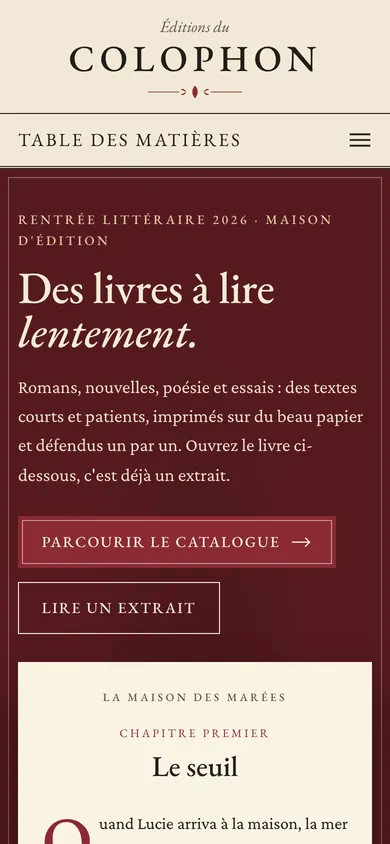 Éditions du
COLOPHON
TABLE DES MATIÈRES
RENTRÉE LITTÉRAIRE 2026 · MAISON
D'ÉDITION
Des livres à lire
lentement.
Romans, nouvelles, poésie et essais : des textes
courts et patients, imprimés sur du beau papier
et défendus un par un. Ouvrez le livre ci-
dessous, c'est déjà un extrait.
PARCOURIR LE CATALOGUE →
LIRE UN EXTRAIT
LA MAISON DES MARÉES
CHAPITRE PREMIER
Le seuil
Quand Lucie arriva à la maison, la mer